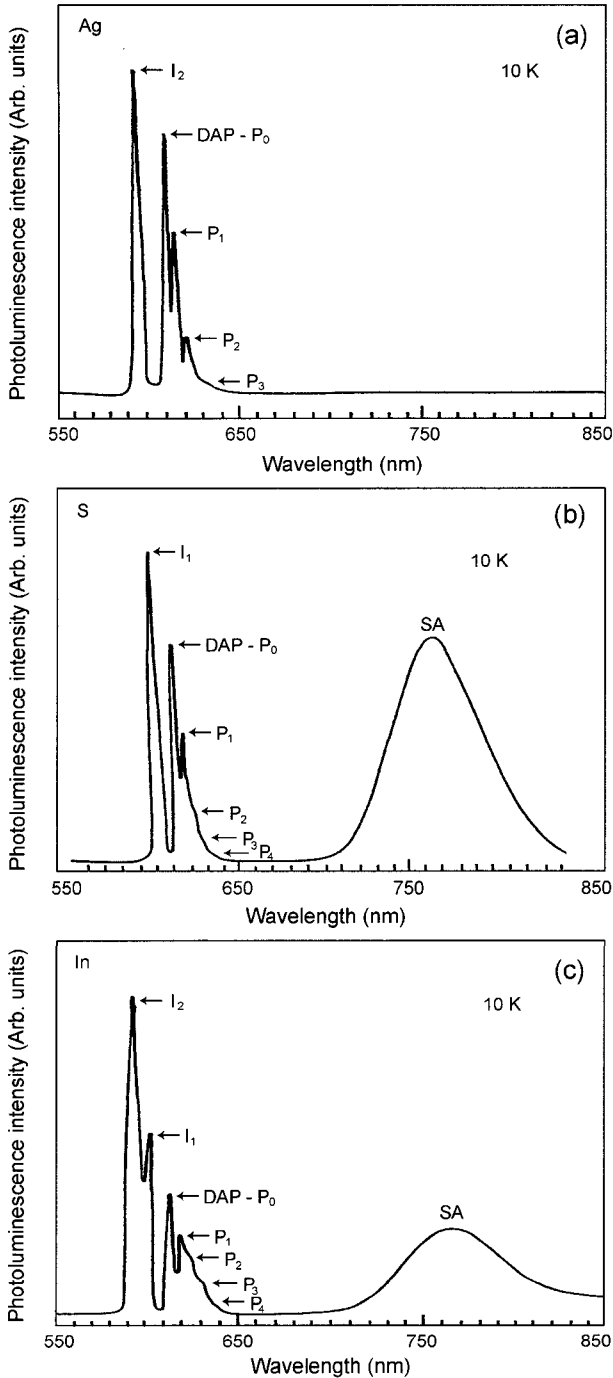 Ag
(a)
10 K
← I₂
← DAP - P₀
← P₁
← P₂
← P₃
Photoluminescence intensity (Arb. units)
550 650 750 850
Wavelength (nm)
S
(b)
10 K
← I₁
← DAP - P₀
SA
← P₁
← P₂
← P₃
← P₄
Photoluminescence intensity (Arb. units)
550 650 750 850
Wavelength (nm)
In
(c)
10 K
← I₂
← I₁
← DAP - P₀
SA
← P₁
← P₂
← P₃
← P₄
Photoluminescence intensity (Arb. units)
550 650 750 850
Wavelength (nm)